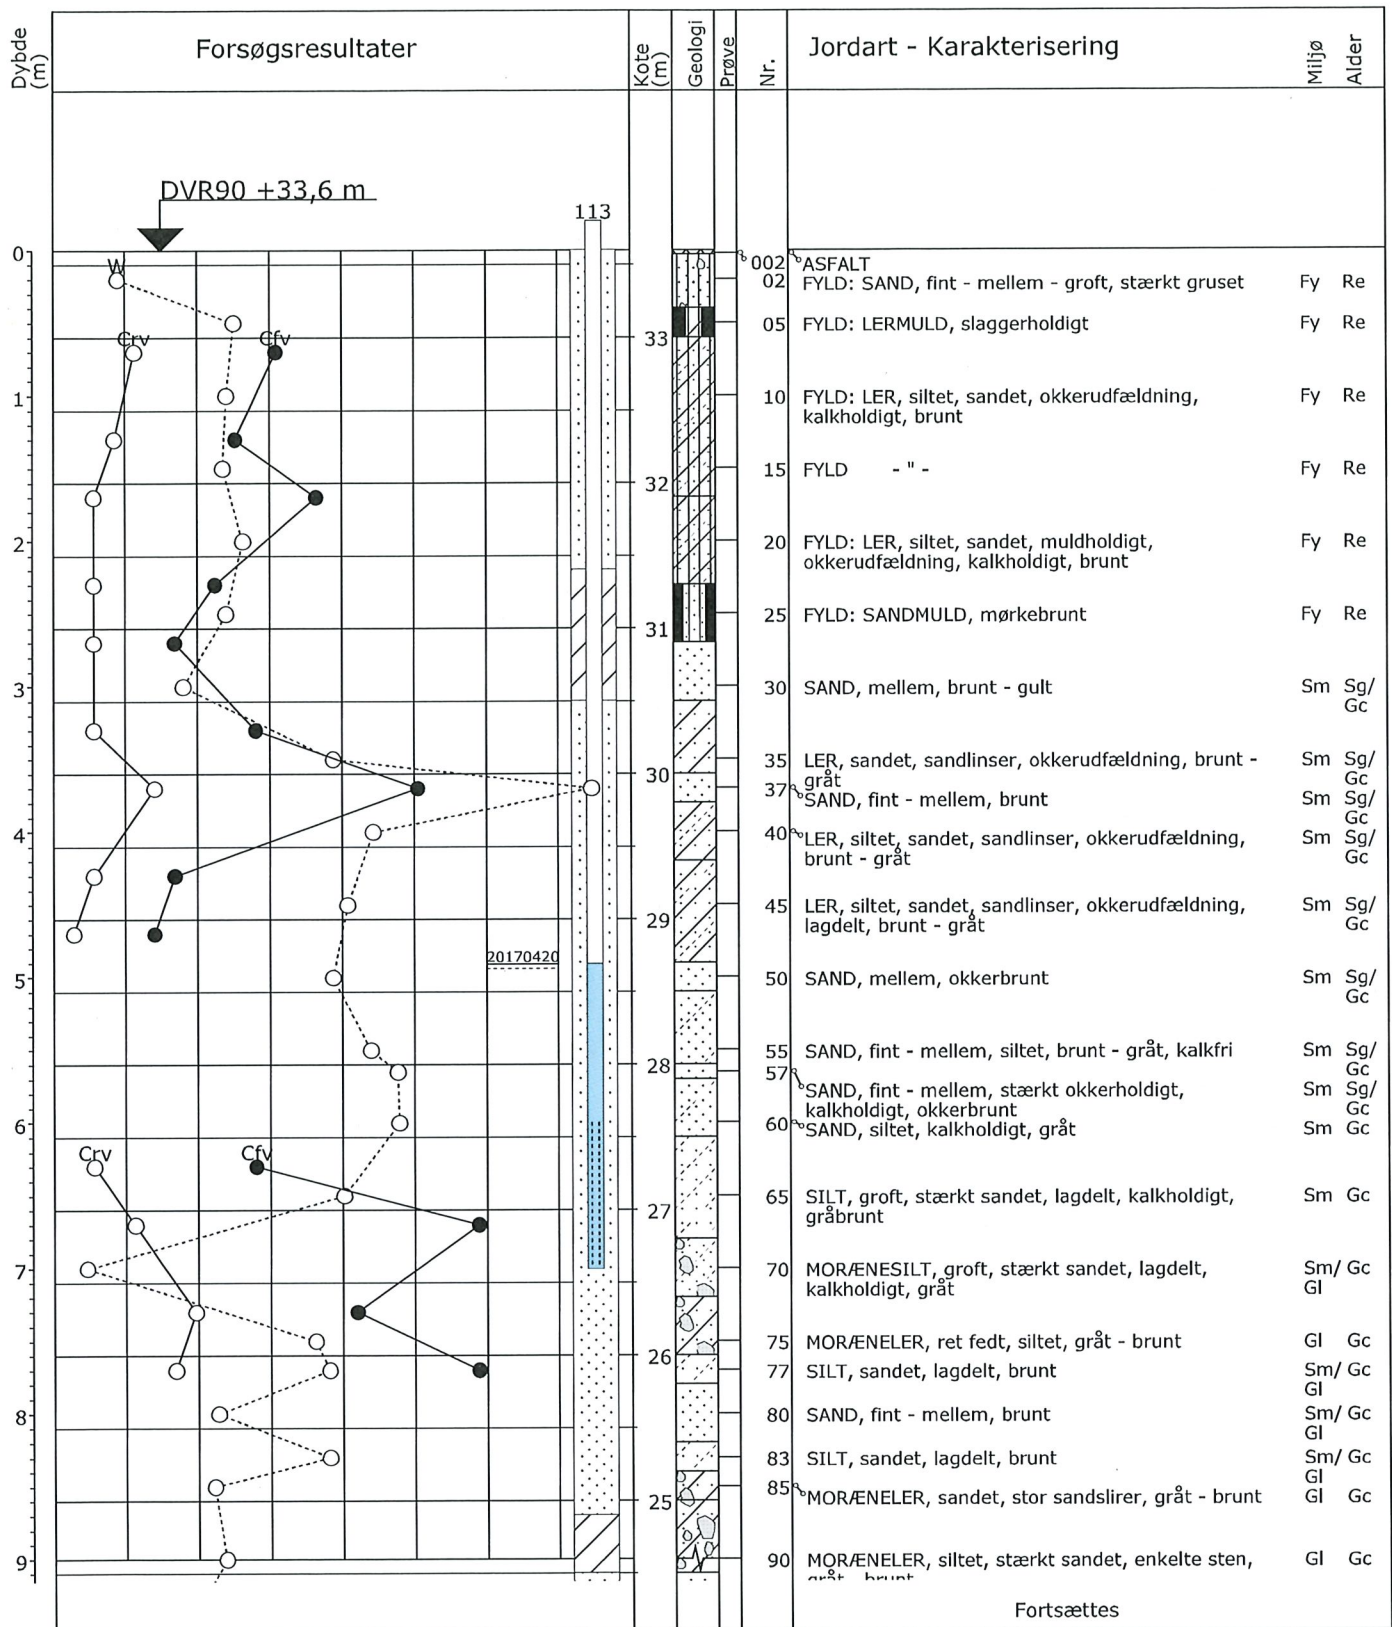 Dybde (m)
Forsøgsresultater
Kote (m)
Geologi
Prøve
Nr.
Jordart - Karakterisering
Miljø
Alder
DVR90 +33,6 m
113
0
W
002 ASFALT
02 FYLD: SAND, fint - mellem - groft, stærkt gruset Fy Re
Crv Cfv
33
05 FYLD: LERMULD, slaggerholdigt Fy Re
1
10 FYLD: LER, siltet, sandet, okkerudfældning, Fy Re
kalkholdigt, brunt
32
15 FYLD - " - Fy Re
2
20 FYLD: LER, siltet, sandet, muldholdigt, Fy Re
okkerudfældning, kalkholdigt, brunt
31
25 FYLD: SANDMULD, mørkebrunt Fy Re
3
30 SAND, mellem, brunt - gult Sm Sg/
Gc
35 LER, sandet, sandlinser, okkerudfældning, brunt - Sm Sg/
30
gråt Gc
37 SAND, fint - mellem, brunt Sm Sg/
Gc
4
40 LER, siltet, sandet, sandlinser, okkerudfældning, Sm Sg/
brunt - gråt Gc
29
45 LER, siltet, sandet, sandlinser, okkerudfældning, Sm Sg/
lagdelt, brunt - gråt Gc
20170420
5
50 SAND, mellem, okkerbrunt Sm Sg/
Gc
28
55 SAND, fint - mellem, siltet, brunt - gråt, kalkfri Sm Sg/
Gc
57
SAND, fint - mellem, stærkt okkerholdigt, Sm Sg/
kalkholdigt, okkerbrunt Gc
6
60 SAND, siltet, kalkholdigt, gråt Sm Gc
Crv Cfv
27
65 SILT, groft, stærkt sandet, lagdelt, kalkholdigt, Sm Gc
gråbrunt
7
70 MORÆNESILT, groft, stærkt sandet, lagdelt, Sm/ Gc
kalkholdigt, gråt Gl
26
75 MORÆNELER, ret fedt, siltet, gråt - brunt Gl Gc
77 SILT, sandet, lagdelt, brunt Sm/ Gc
Gl
8
80 SAND, fint - mellem, brunt Sm/ Gc
Gl
83 SILT, sandet, lagdelt, brunt Sm/ Gc
Gl
25
85 MORÆNELER, sandet, stor sandslirer, gråt - brunt Gl Gc
9
90 MORÆNELER, siltet, stærkt sandet, enkelte sten, Gl Gc
gråt - brunt
Fortsættes